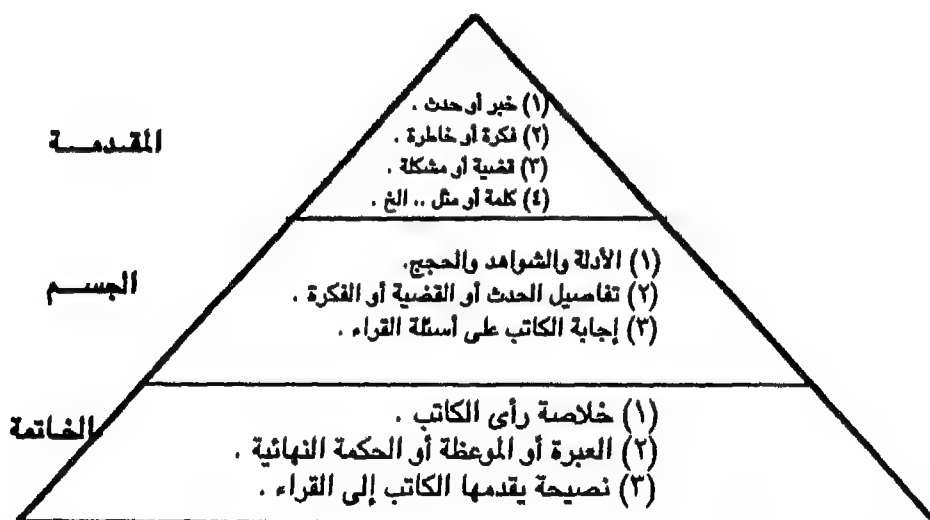 المقدمة
(١) خبر أو حدث .
(٢) فكرة أو خاطرة .
(٣) قضية أو مشكلة .
(٤) كلمة أو مثل .. الخ .
الجسم
(١) الأدلة والشواهد والحجج.
(٢) تفاصيل الحدث أو القضية أو الفكرة .
(٣) إجابة الكاتب على أسئلة القراء .
الخاتمة
(١) خلاصة رأى الكاتب .
(٢) العبرة أو الموعظة أو الحكمة النهائية .
(٣) نصيحة يقدمها الكاتب إلى القراء .